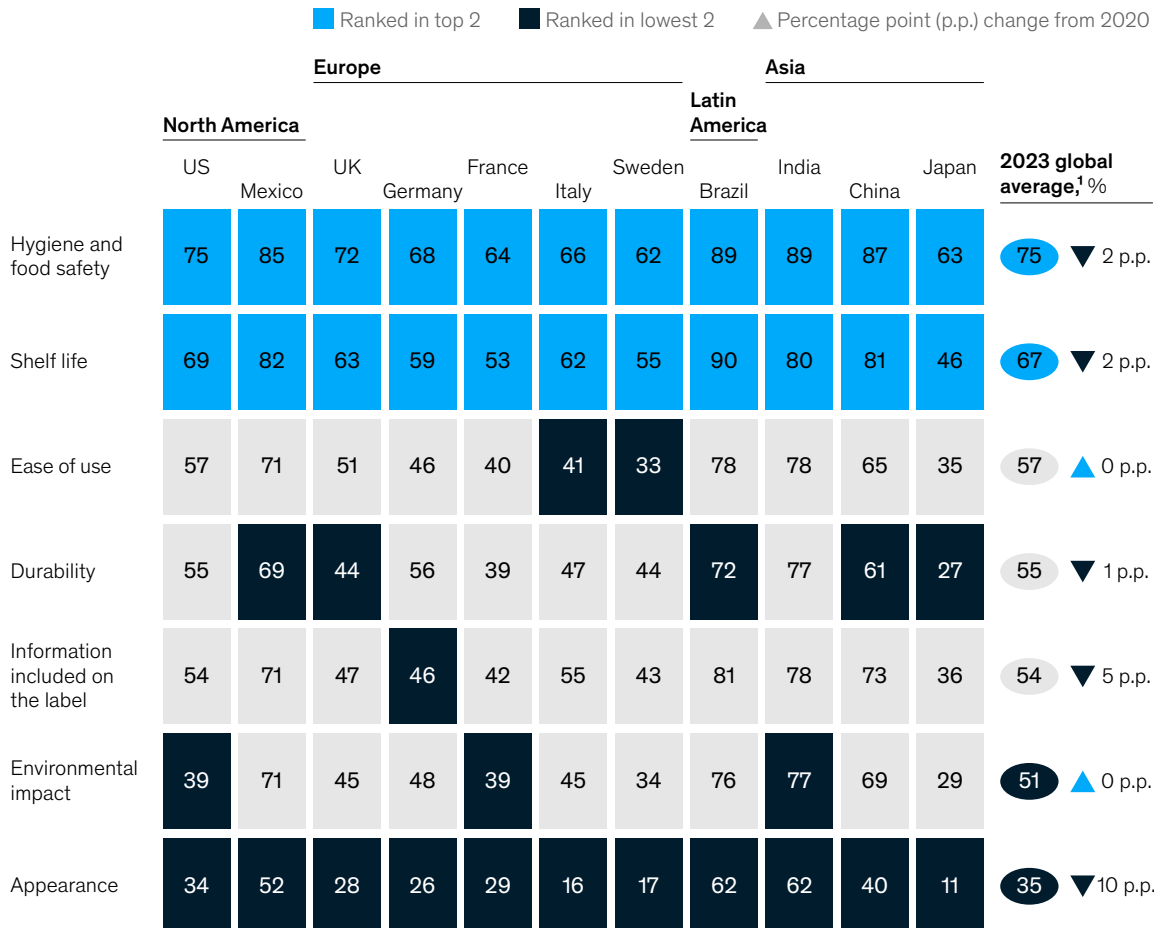 Ranked in top 2 Ranked in lowest 2 Percentage point (p.p.) change from 2020
Europe Asia
Latin
North America America
US UK France Sweden India Japan 2023 global
Mexico Germany Italy Brazil China average,¹ %
Hygiene and
food safety
75 85 72 68 64 66 62 89 89 87 63 75 2 p.p.
Shelf life 69 82 63 59 53 62 55 90 80 81 46 67 2 p.p.
Ease of use 57 71 51 46 40 41 33 78 78 65 35 57 0 p.p.
Durability 55 69 44 56 39 47 44 72 77 61 27 55 1 p.p.
Information
included on
the label
54 71 47 46 42 55 43 81 78 73 36 54 5 p.p.
Environmental
impact
39 71 45 48 39 45 34 76 77 69 29 51 0 p.p.
Appearance 34 52 28 26 29 16 17 62 62 40 11 35 10 p.p.